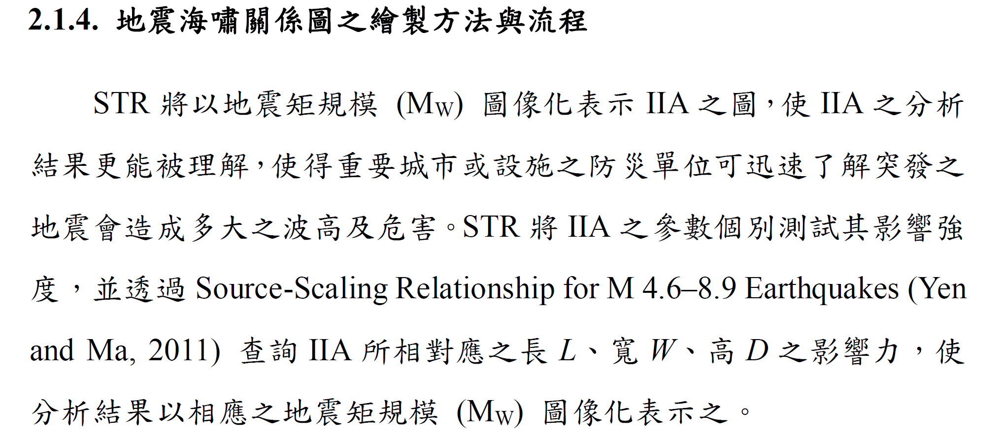 2.1.4. 地震海嘯關係圖之繪製方法與流程
STR 將以地震矩規模 (MW) 圖像化表示 IIA 之圖，使 IIA 之分析
結果更能被理解，使得重要城市或設施之防災單位可迅速了解突發之
地震會造成多大之波高及危害。STR 將 IIA 之參數個別測試其影響強
度，並透過 Source-Scaling Relationship for M 4.6–8.9 Earthquakes (Yen
and Ma, 2011) 查詢 IIA 所相對應之長 L、寬 W、高 D 之影響力，使
分析結果以相應之地震矩規模 (MW) 圖像化表示之。